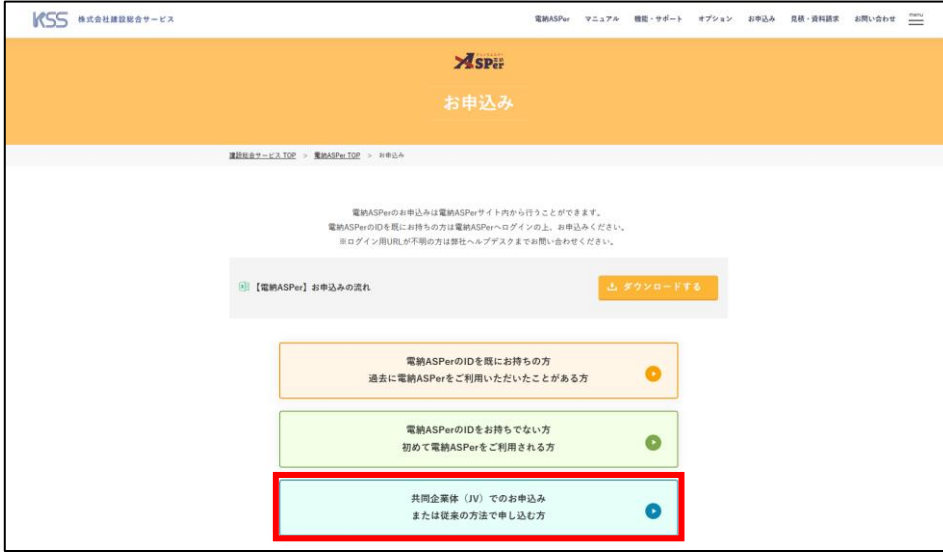 KSS 株式会社建設総合サービス
電納ASPer マニュアル 機能・サポート オプション お申込み 見積・資料請求 お問い合わせ menu
ASPer
お申込み
建設総合サービス TOP > 電納ASPer TOP > お申込み
電納ASPerのお申込みは電納ASPerサイト内から行うことができます。
電納ASPerのIDを既にお持ちの方は電納ASPerへログインの上、お申込みください。
※ログイン用URLが不明の方は弊社ヘルプデスクまでお問い合わせください。
【電納ASPer】お申込みの流れ ダウンロードする
電納ASPerのIDを既にお持ちの方
過去に電納ASPerをご利用いただいたことがある方
電納ASPerのIDをお持ちでない方
初めて電納ASPerをご利用される方
共同企業体（JV）でのお申込み
または従来の方法で申し込む方